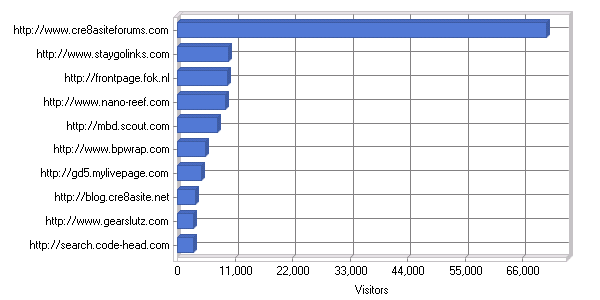 http://www.cre8asiteforums.com
http://www.staygolinks.com
http://frontpage.fok.nl
http://www.nano-reef.com
http://mbd.scout.com
http://www.bpwrap.com
http://gd5.mylivepage.com
http://blog.cre8asite.net
http://www.gearslutz.com
http://search.code-head.com
0 11,000 22,000 33,000 44,000 55,000 66,000
Visitors